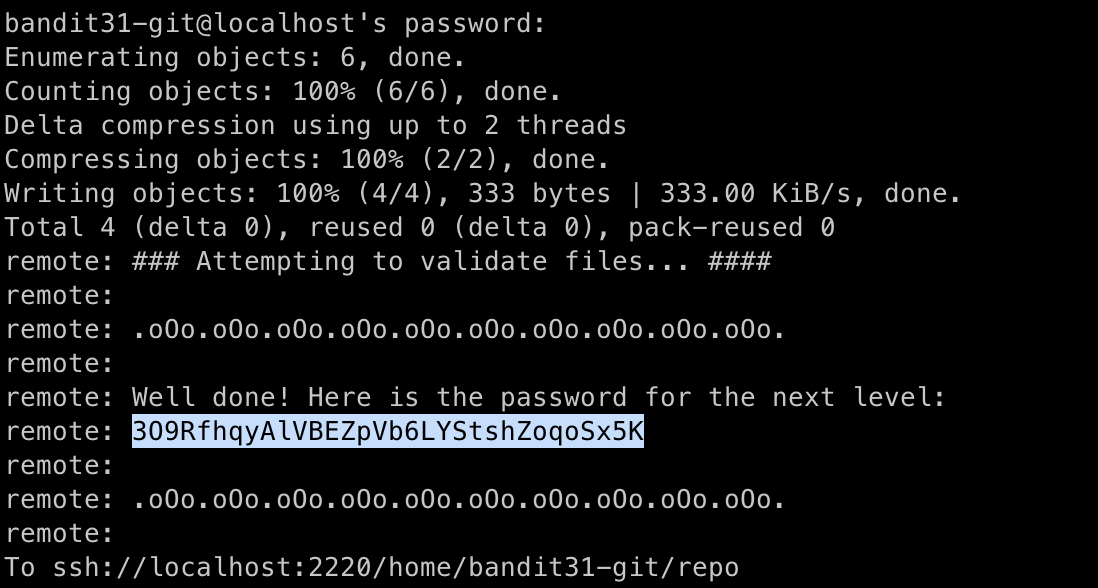 bandit31-git@localhost's password:
Enumerating objects: 6, done.
Counting objects: 100% (6/6), done.
Delta compression using up to 2 threads
Compressing objects: 100% (2/2), done.
Writing objects: 100% (4/4), 333 bytes | 333.00 KiB/s, done.
Total 4 (delta 0), reused 0 (delta 0), pack-reused 0
remote: ### Attempting to validate files... ####
remote:
remote: .oOo.oOo.oOo.oOo.oOo.oOo.oOo.oOo.oOo.oOo.
remote:
remote: Well done! Here is the password for the next level:
remote: 3O9RfhqyAlVBEZpVb6LYStshZoqoSx5K
remote:
remote: .oOo.oOo.oOo.oOo.oOo.oOo.oOo.oOo.oOo.oOo.
remote:
To ssh://localhost:2220/home/bandit31-git/repo